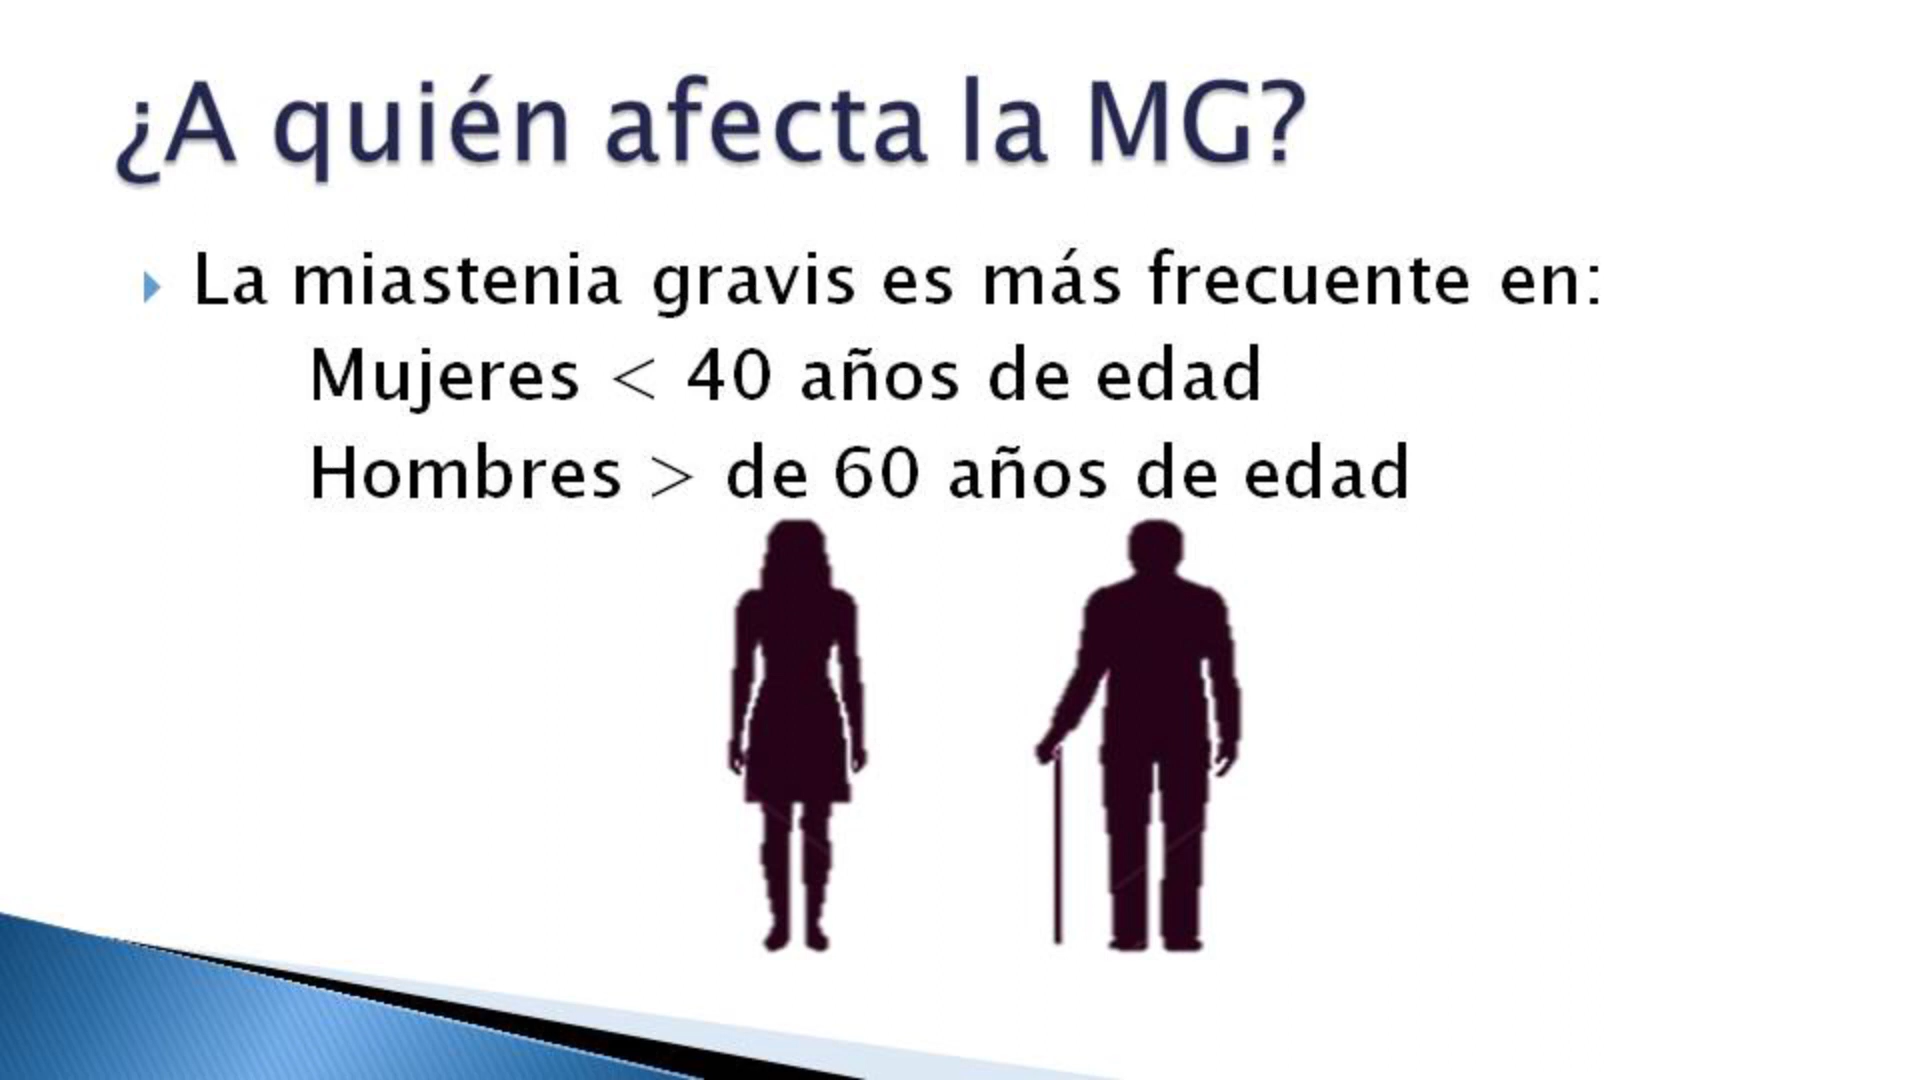 ¿A quién afecta la MG?
La miastenia gravis es más frecuente en:
Mujeres < 40 años de edad
Hombres > de 60 años de edad